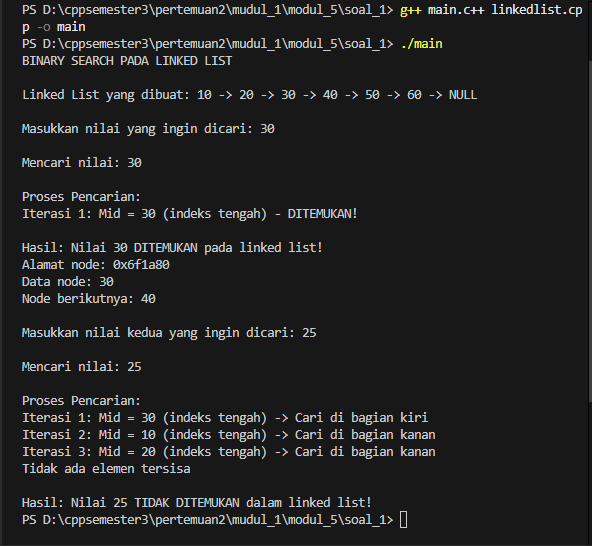 PS D:\cppsemester3\pertemuan2\mudul_1\modul_5\soal_1> g++ main.c++ linkedlist.cp
p -o main
PS D:\cppsemester3\pertemuan2\mudul_1\modul_5\soal_1> ./main
BINARY SEARCH PADA LINKED LIST
Linked List yang dibuat: 10 -> 20 -> 30 -> 40 -> 50 -> 60 -> NULL
Masukkan nilai yang ingin dicari: 30
Mencari nilai: 30
Proses Pencarian:
Iterasi 1: Mid = 30 (indeks tengah) - DITEMUKAN!
Hasil: Nilai 30 DITEMUKAN pada linked list!
Alamat node: 0x6f1a80
Data node: 30
Node berikutnya: 40
Masukkan nilai kedua yang ingin dicari: 25
Mencari nilai: 25
Proses Pencarian:
Iterasi 1: Mid = 30 (indeks tengah) -> Cari di bagian kiri
Iterasi 2: Mid = 10 (indeks tengah) -> Cari di bagian kanan
Iterasi 3: Mid = 20 (indeks tengah) -> Cari di bagian kanan
Tidak ada elemen tersisa
Hasil: Nilai 25 TIDAK DITEMUKAN dalam linked list!
PS D:\cppsemester3\pertemuan2\mudul_1\modul_5\soal_1>